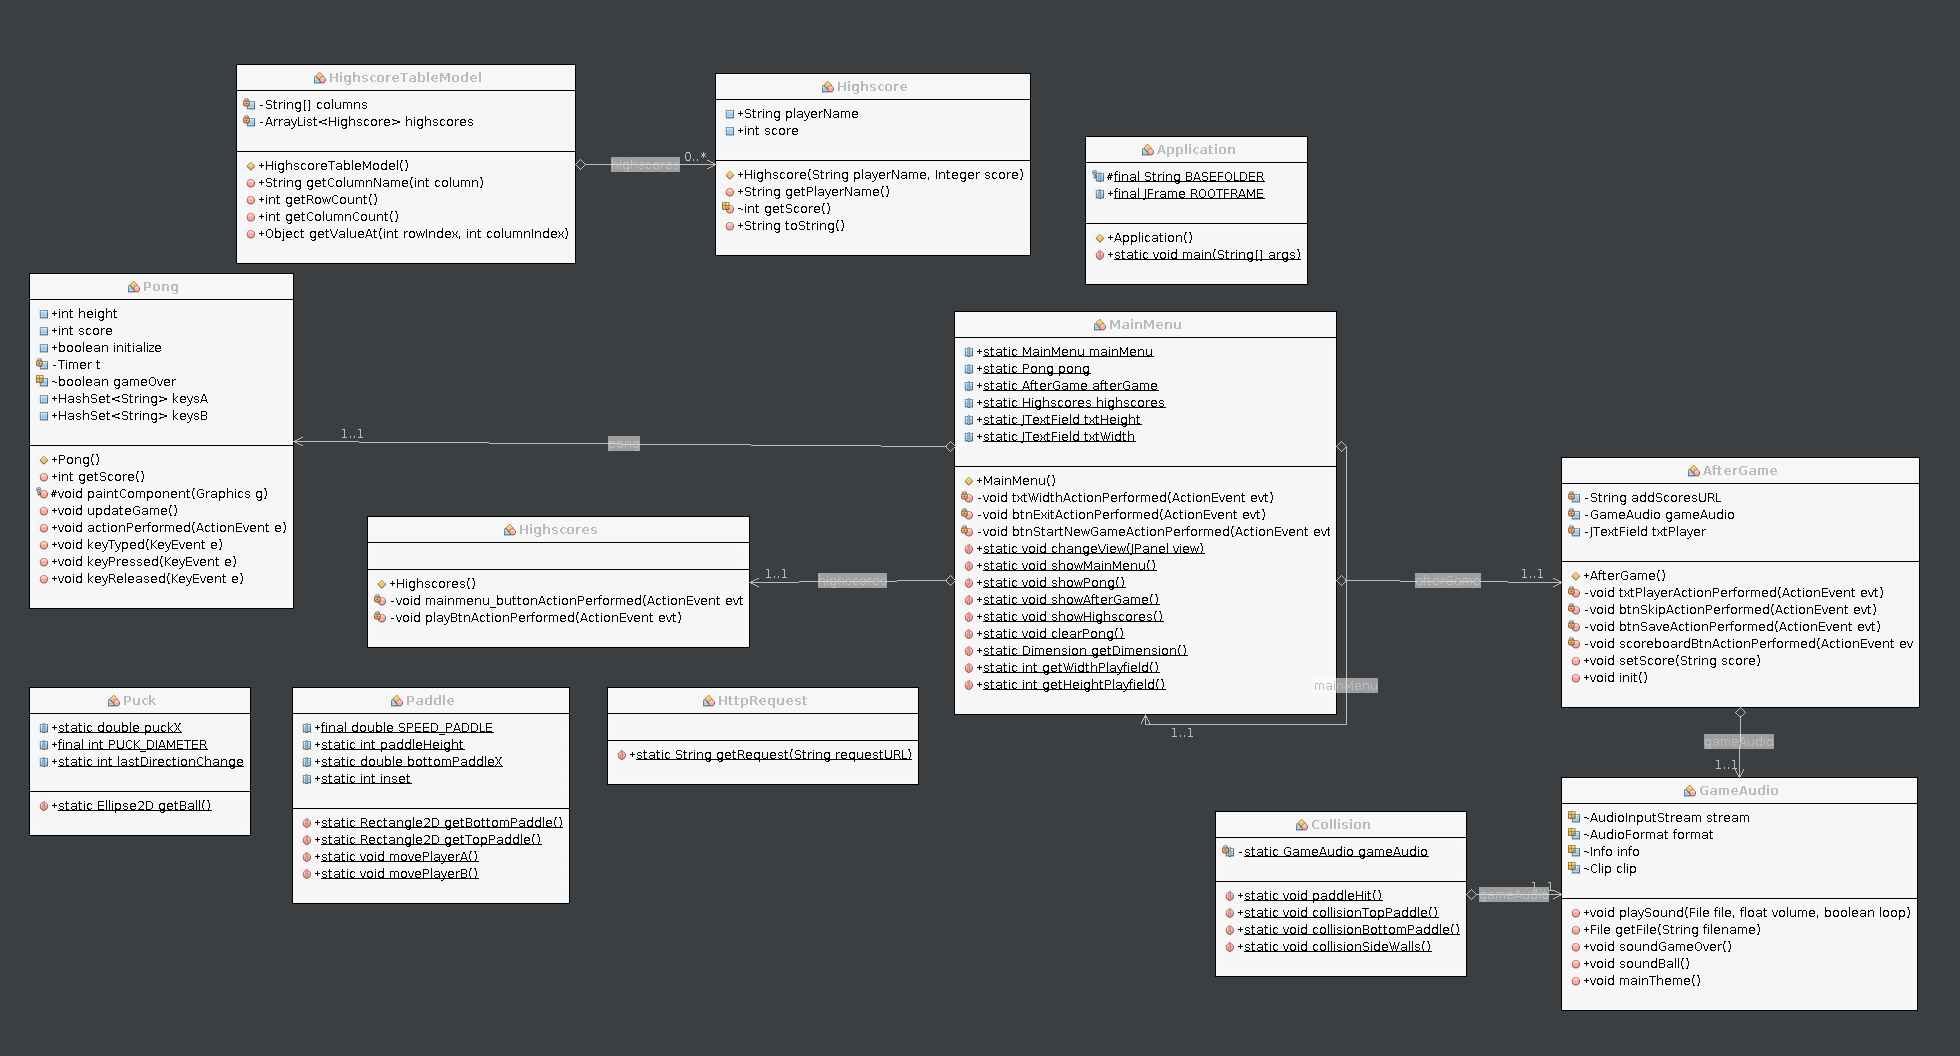 HighscoreTableModel
-String[] columns
-ArrayList<Highscore> highscores
+HighscoreTableModel()
+String getColumnName(int column)
+int getRowCount()
+int getColumnCount()
+Object getValueAt(int rowIndex, int columnIndex)
highscores
0..*
Highscore
+String playerName
+int score
+Highscore(String playerName, Integer score)
+String getPlayerName()
~int getScore()
+String toString()
Application
#final String BASEFOLDER
+final JFrame ROOTFRAME
+Application()
+static void main(String[] args)
Pong
+int height
+int score
+boolean initialize
-Timer t
~boolean gameOver
+HashSet<String> keysA
+HashSet<String> keysB
+Pong()
+int getScore()
#void paintComponent(Graphics g)
+void updateGame()
+void actionPerformed(ActionEvent e)
+void keyTyped(KeyEvent e)
+void keyPressed(KeyEvent e)
+void keyReleased(KeyEvent e)
1..1
pong
MainMenu
+static MainMenu mainMenu
+static Pong pong
+static AfterGame afterGame
+static Highscores highscores
+static JTextField txtHeight
+static JTextField txtWidth
+MainMenu()
-void txtWidthActionPerformed(ActionEvent evt)
-void btnExitActionPerformed(ActionEvent evt)
-void btnStartNewGameActionPerformed(ActionEvent evt
+static void changeView(JPanel view)
+static void showMainMenu()
+static void showPong()
+static void showAfterGame()
+static void showHighscores()
+static void clearPong()
+static Dimension getDimension()
+static int getWidthPlayfield()
+static int getHeightPlayfield()
mainMenu
1..1
Highscores
+Highscores()
-void mainmenu_buttonActionPerformed(ActionEvent evt
-void playBtnActionPerformed(ActionEvent evt)
1..1
highscores
afterGame
1..1
AfterGame
-String addScoresURL
-GameAudio gameAudio
-JTextField txtPlayer
+AfterGame()
-void txtPlayerActionPerformed(ActionEvent evt)
-void btnSkipActionPerformed(ActionEvent evt)
-void btnSaveActionPerformed(ActionEvent evt)
-void scoreboardBtnActionPerformed(ActionEvent ev
+void setScore(String score)
+void init()
gameAudio
1..1
Puck
+static double puckX
+final int PUCK_DIAMETER
+static int lastDirectionChange
+static Ellipse2D getBall()
Paddle
+final double SPEED_PADDLE
+static int paddleHeight
+static double bottomPaddleX
+static int inset
+static Rectangle2D getBottomPaddle()
+static Rectangle2D getTopPaddle()
+static void movePlayerA()
+static void movePlayerB()
HttpRequest
+static String getRequest(String requestURL)
Collision
-static GameAudio gameAudio
+static void paddleHit()
+static void collisionTopPaddle()
+static void collisionBottomPaddle()
+static void collisionSideWalls()
gameAudio
1..1
GameAudio
~AudioInputStream stream
~AudioFormat format
~Info info
~Clip clip
+void playSound(File file, float volume, boolean loop)
+File getFile(String filename)
+void soundGameOver()
+void soundBall()
+void mainTheme()